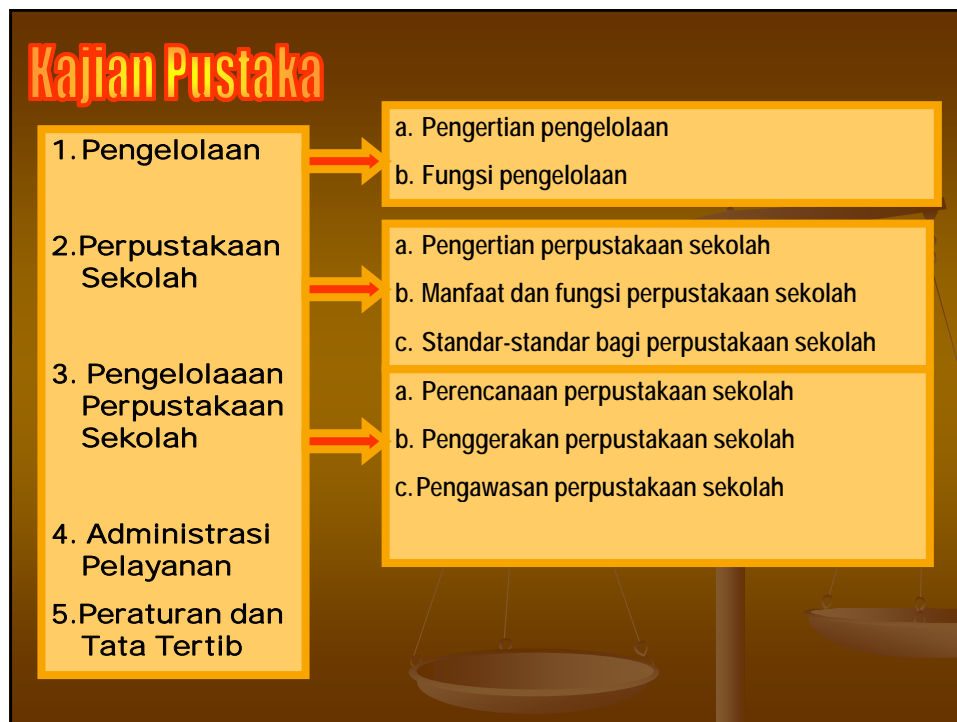 Kajian Pustaka
1. Pengelolaan
2.Perpustakaan
Sekolah
3. Pengelolaaan
Perpustakaan
Sekolah
4. Administrasi
Pelayanan
5.Peraturan dan
Tata Tertib
a. Pengertian pengelolaan
b. Fungsi pengelolaan
a. Pengertian perpustakaan sekolah
b. Manfaat dan fungsi perpustakaan sekolah
c. Standar-standar bagi perpustakaan sekolah
a. Perencanaan perpustakaan sekolah
b. Penggerakan perpustakaan sekolah
c.Pengawasan perpustakaan sekolah